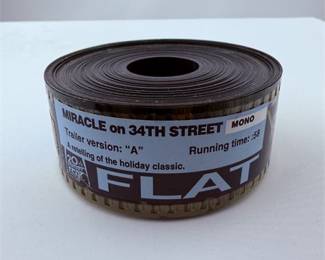 MIRACLE on 34TH STREET MONO
Trailer version: "A" Running time: :58
A retelling of the holiday classic.
FLAT